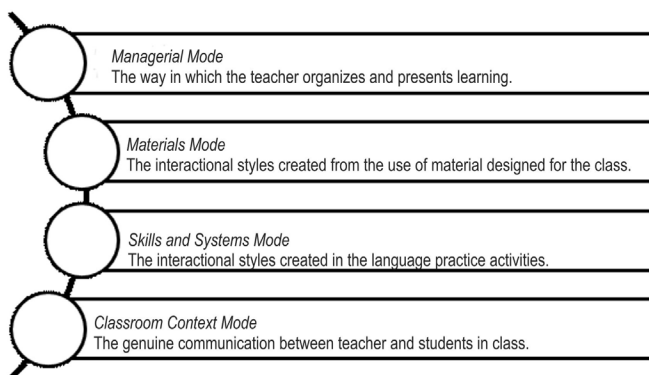 Managerial Mode
The way in which the teacher organizes and presents learning.
Materials Mode
The interactional styles created from the use of material designed for the class.
Skills and Systems Mode
The interactional styles created in the language practice activities.
Classroom Context Mode
The genuine communication between teacher and students in class.